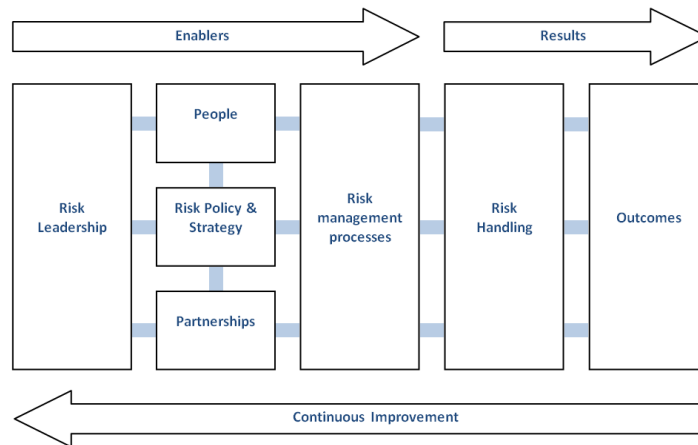 Enablers
Results
Risk
Leadership
People
Risk Policy &
Strategy
Partnerships
Risk
management
processes
Risk
Handling
Outcomes
Continuous Improvement